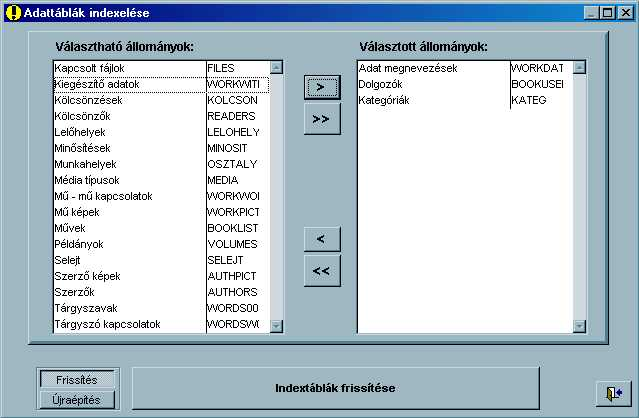 Adattáblák indexelése
Választható állományok:
Kapcsolt fájlok FILES
Kiegészítő adatok WORKWITI
Kölcsönzések KOLCSON
Kölcsönzők READERS
Lelőhelyek LELOHELY
Minősítések MINOSIT
Munkahelyek OSZTALY
Média típusok MEDIA
Mű - mű kapcsolatok WORKWOI
Mű képek WORKPICT
Művek BOOKLIST
Példányok VOLUMES
Selejt SELEJT
Szerző képek AUTHPICT
Szerzők AUTHORS
Tárgyszavak WORDS00
Tárgyszó kapcsolatok WORDSW(
>
>>
<
<<
Választott állományok:
Adat megnevezések WORKDAT
Dolgozók BOOKUSEI
Kategóriák KATEG
Frissítés
Újraépítés
Indextáblák frissítése